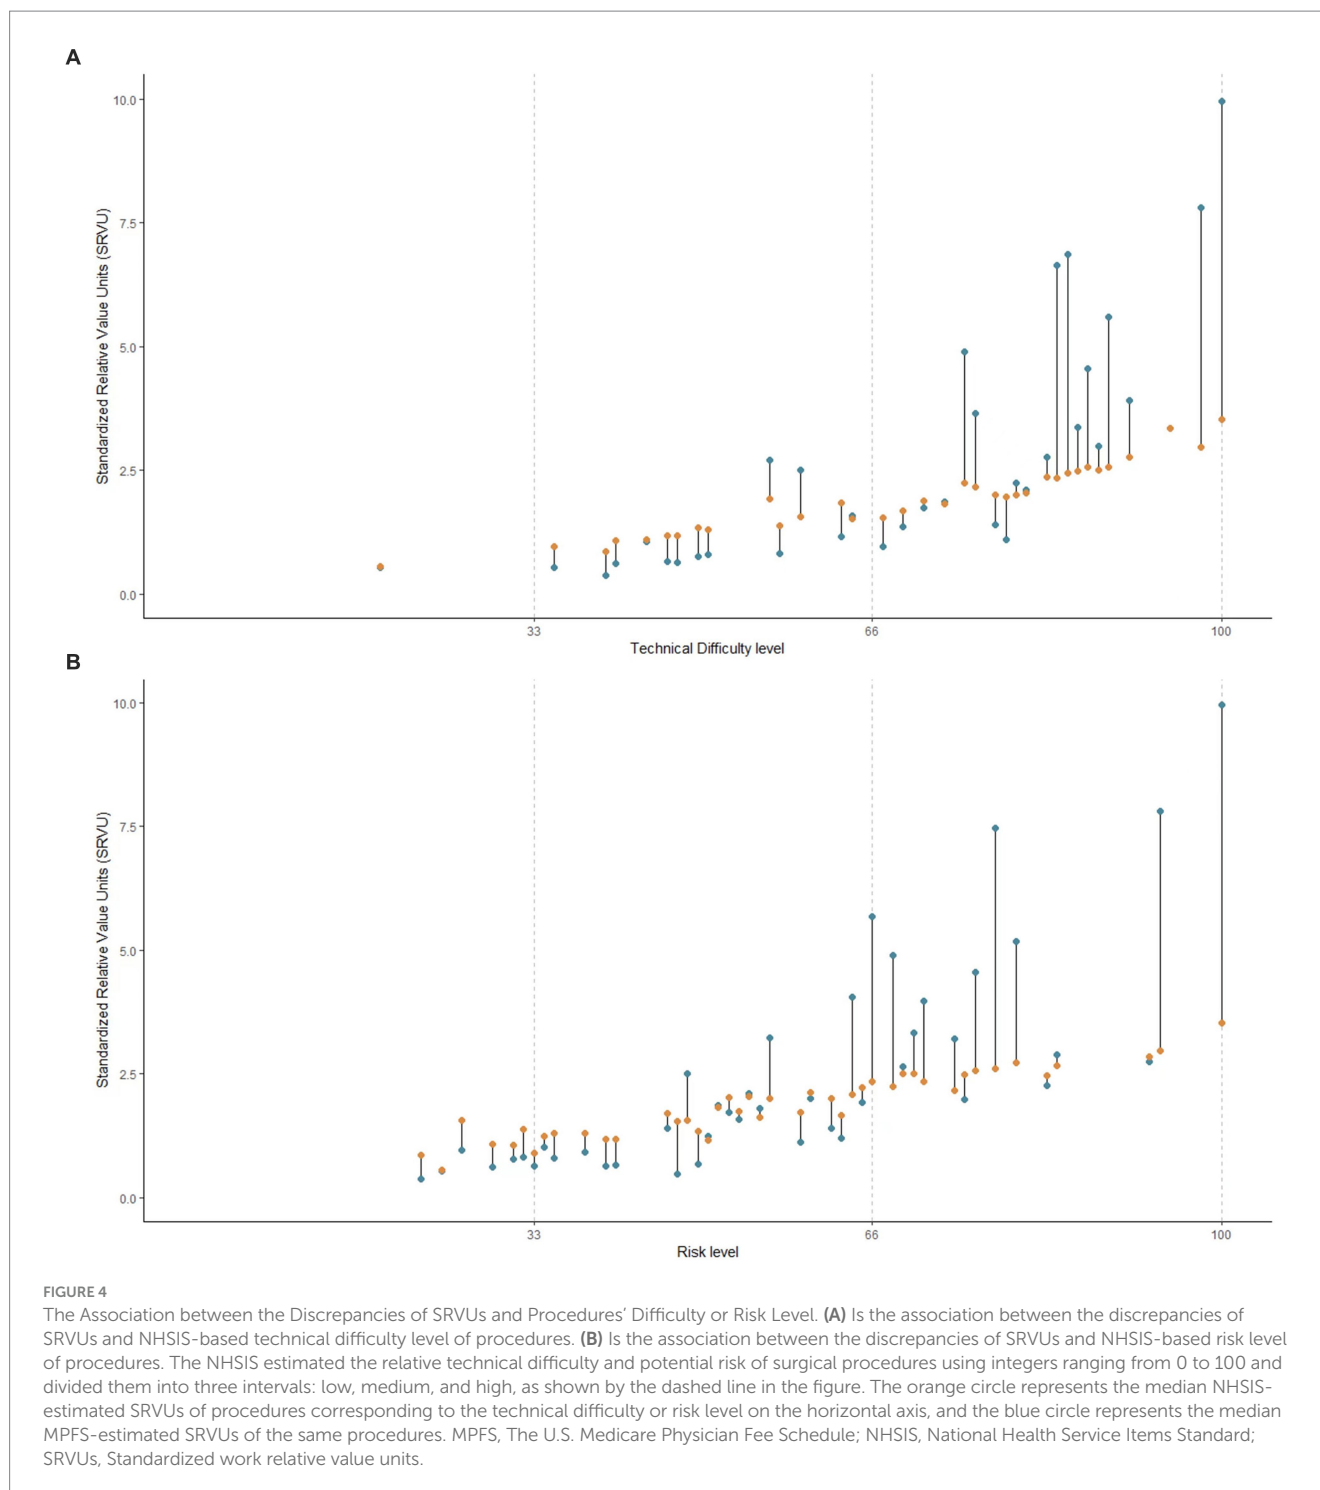 A
10.0
7.5
5.0
2.5
0.0
Standardized Relative Value Units (SRVU)
33
66
100
Technical Difficulty level
B
10.0
7.5
5.0
2.5
0.0
Standardized Relative Value Units (SRVU)
33
66
100
Risk level
FIGURE 4
The Association between the Discrepancies of SRVUs and Procedures’ Difficulty or Risk Level. (A) Is the association between the discrepancies of
SRVUs and NHSIS-based technical difficulty level of procedures. (B) Is the association between the discrepancies of SRVUs and NHSIS-based risk level
of procedures. The NHSIS estimated the relative technical difficulty and potential risk of surgical procedures using integers ranging from 0 to 100 and
divided them into three intervals: low, medium, and high, as shown by the dashed line in the figure. The orange circle represents the median NHSIS-
estimated SRVUs of procedures corresponding to the technical difficulty or risk level on the horizontal axis, and the blue circle represents the median
MPFS-estimated SRVUs of the same procedures. MPFS, The U.S. Medicare Physician Fee Schedule; NHSIS, National Health Service Items Standard;
SRVUs, Standardized work relative value units.